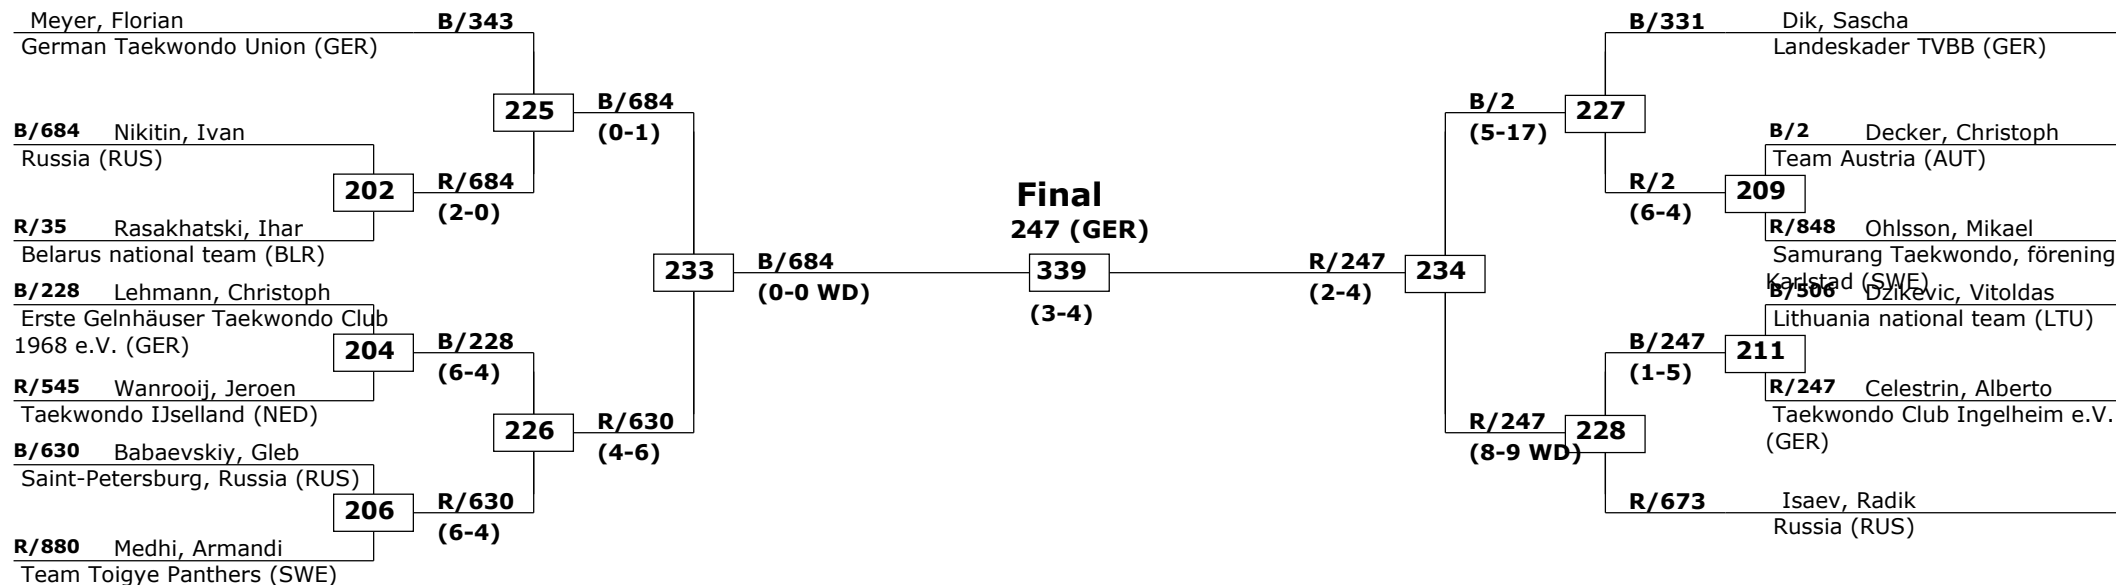 Meyer, Florian
B/343
German Taekwondo Union (GER)
225
B/684
(0-1)
B/684 Nikitin, Ivan
Russia (RUS)
202
R/684
(2-0)
R/35 Rasakhatski, Ihar
Belarus national team (BLR)
233
B/684
(0-0 WD)
B/228 Lehmann, Christoph
Erste Gelnhäuser Taekwondo Club
1968 e.V. (GER)
204
B/228
(6-4)
R/545 Wanrooij, Jeroen
Taekwondo IJselland (NED)
226
R/630
(4-6)
B/630 Babaevskiy, Gleb
Saint-Petersburg, Russia (RUS)
206
R/630
(6-4)
R/880 Medhi, Armandi
Team Toigye Panthers (SWE)
Final
247 (GER)
339
(3-4)
B/331
Dik, Sascha
Landeskader TVBB (GER)
B/2
(5-17)
227
B/2 Decker, Christoph
Team Austria (AUT)
R/2
(6-4)
209
R/848 Ohlsson, Mikael
Samurang Taekwondo, förening
Karlstad (SWE)
R/247
(2-4)
234
B/506 Dzikevic, Vitoldas
Lithuania national team (LTU)
B/247
(1-5)
211
R/247 Celestrin, Alberto
Taekwondo Club Ingelheim e.V.
(GER)
R/247
(8-9 WD)
228
R/673
Isaev, Radik
Russia (RUS)